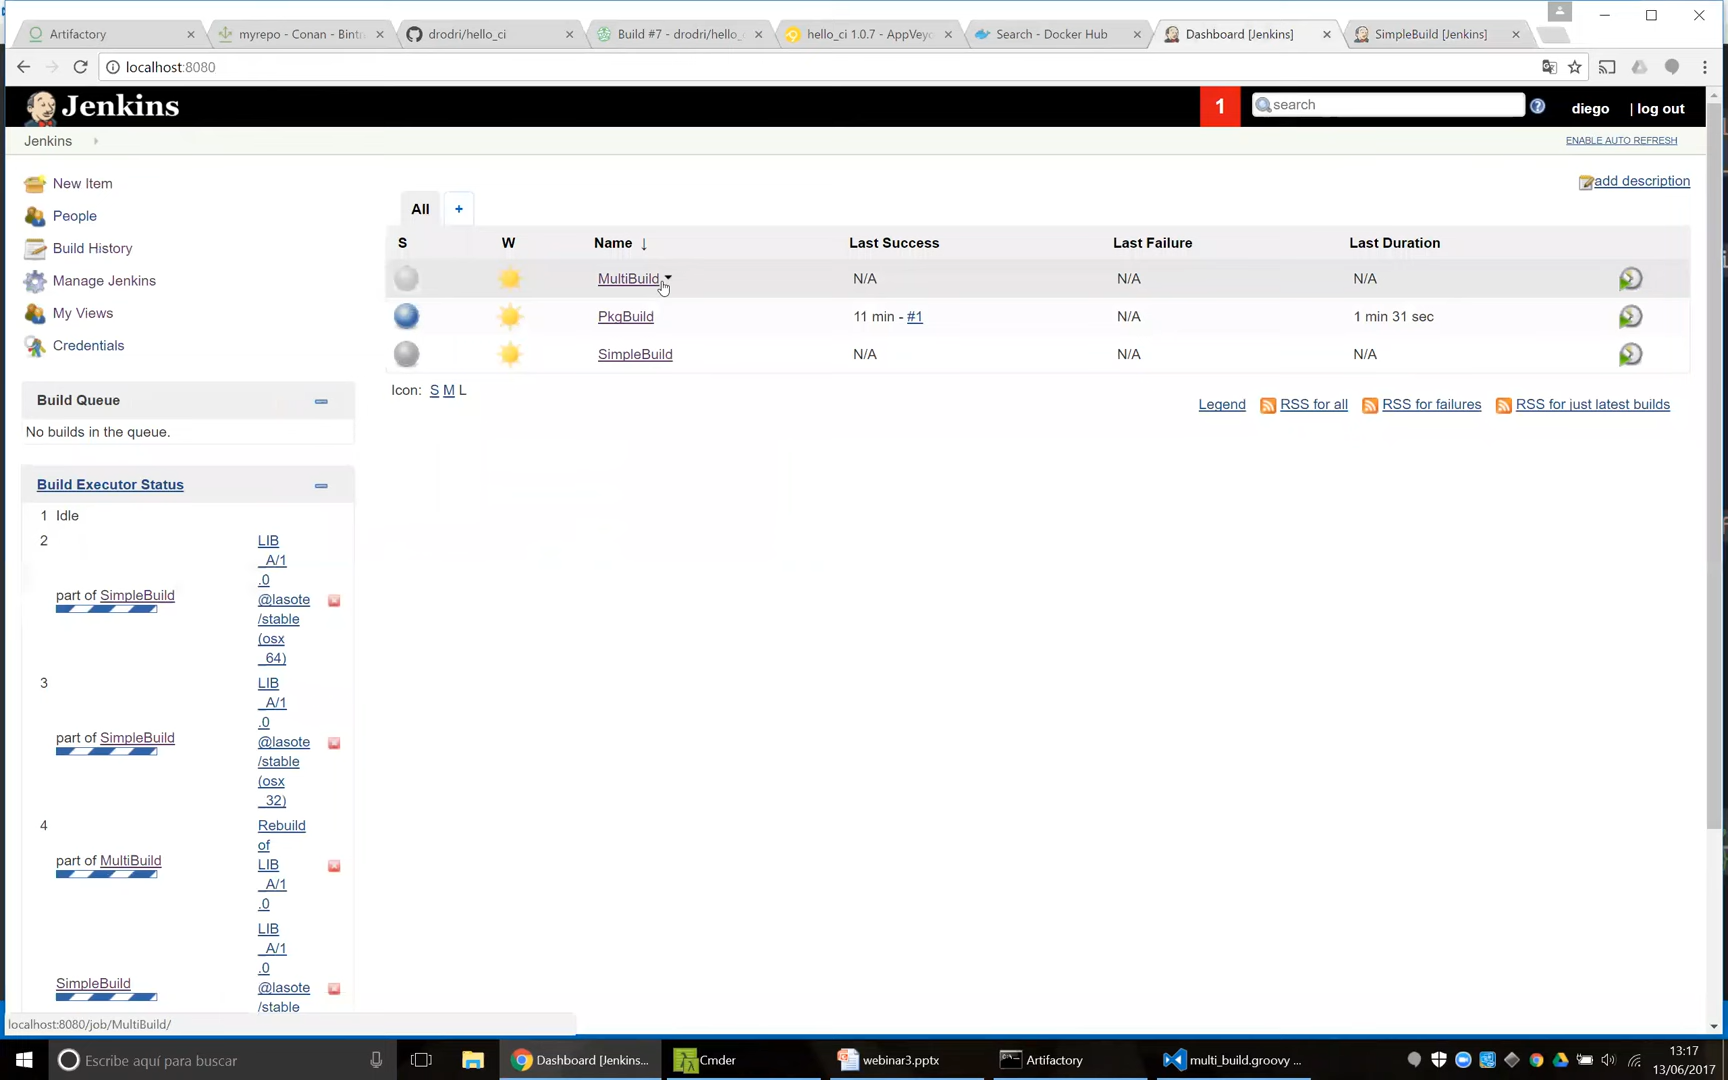 Artifactory
myrepo - Conan - Bint
drodri/hello_ci
Build #7 - drodri/hello_
hello_ci 1.0.7 - AppVey
Search - Docker Hub
Dashboard [Jenkins]
SimpleBuild [Jenkins]
localhost:8080
Jenkins
1
search
diego
| log out
Jenkins
ENABLE AUTO REFRESH
New Item
People
Build History
Manage Jenkins
My Views
Credentials
add description
All
+
S W Name ↓ Last Success Last Failure Last Duration
MultiBuild N/A N/A N/A
PkgBuild 11 min - #1 N/A 1 min 31 sec
SimpleBuild N/A N/A N/A
Icon: S M L
Legend RSS for all RSS for failures RSS for just latest builds
Build Queue
No builds in the queue.
Build Executor Status
1 Idle
2
part of SimpleBuild
LIB
_A/1
.0
@lasote
/stable
(osx
_64)
3
part of SimpleBuild
LIB
_A/1
.0
@lasote
/stable
(osx
_32)
4
part of MultiBuild
Rebuild
of
LIB
_A/1
.0
SimpleBuild
LIB
_A/1
.0
@lasote
/stable
localhost:8080/job/MultiBuild/
Escribe aquí para buscar
Dashboard [Jenkins...
Cmder
webinar3.pptx
Artifactory
multi_build.groovy ...
13:17
13/06/2017